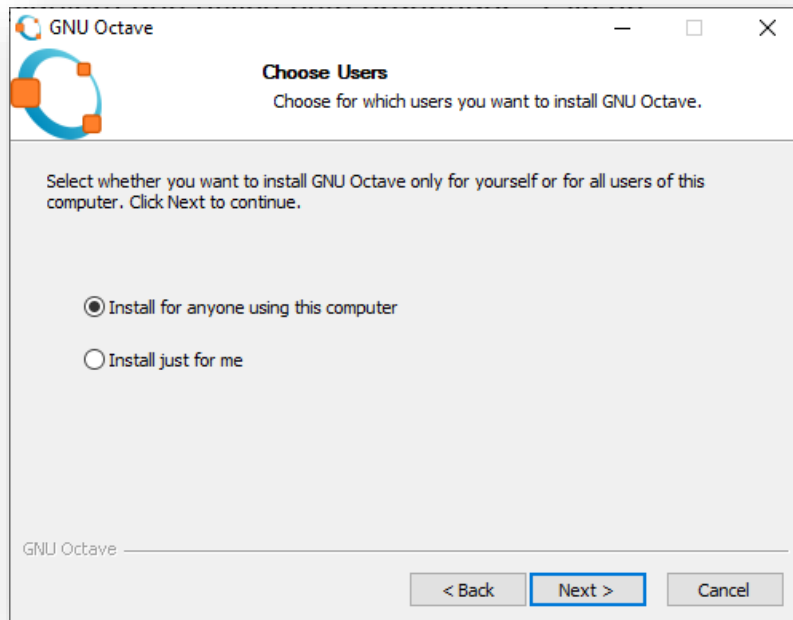 GNU Octave
Choose Users
Choose for which users you want to install GNU Octave.
Select whether you want to install GNU Octave only for yourself or for all users of this
computer. Click Next to continue.
Install for anyone using this computer
Install just for me
GNU Octave
< Back
Next >
Cancel